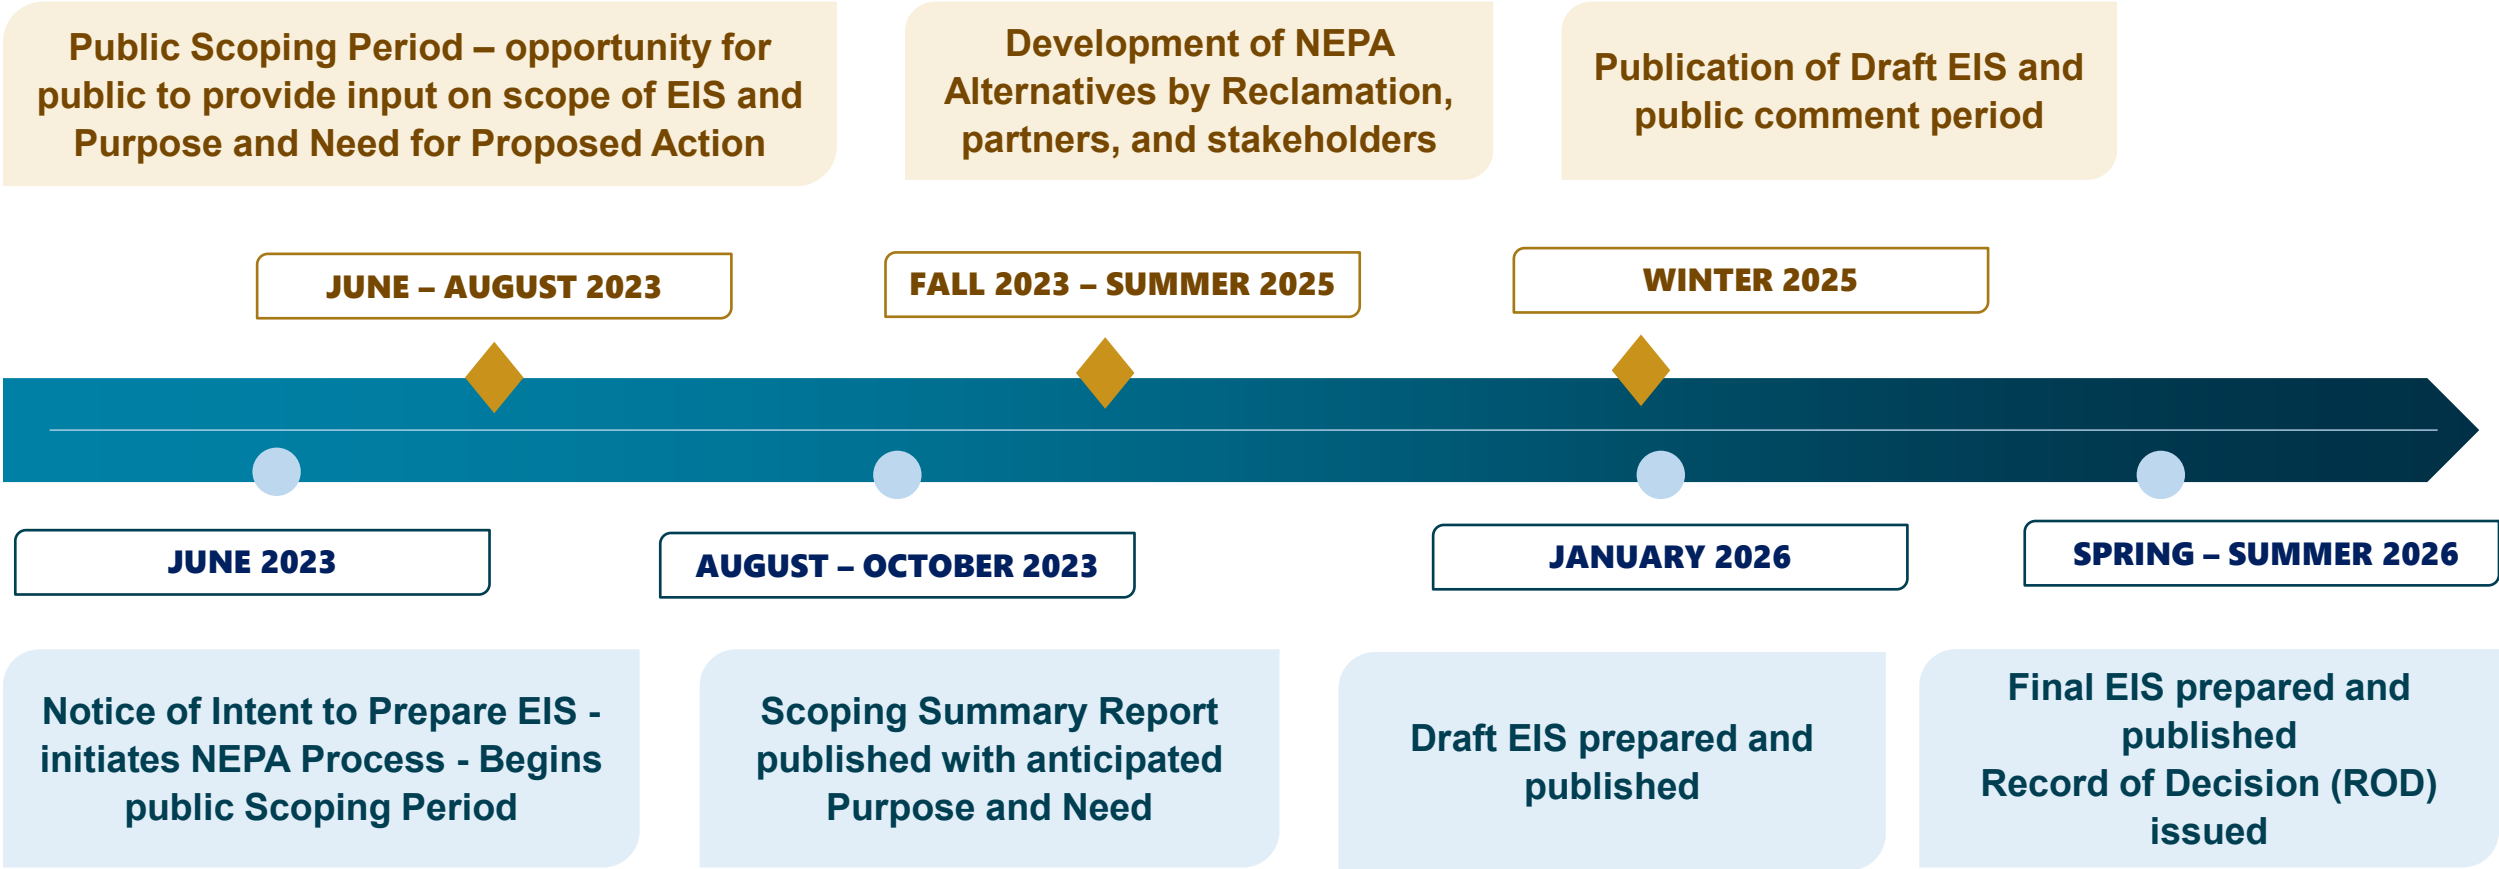 Public Scoping Period – opportunity for
public to provide input on scope of EIS and
Purpose and Need for Proposed Action
Development of NEPA
Alternatives by Reclamation,
partners, and stakeholders
Publication of Draft EIS and
public comment period
JUNE – AUGUST 2023
FALL 2023 – SUMMER 2025
WINTER 2025
JUNE 2023
AUGUST – OCTOBER 2023
JANUARY 2026
SPRING – SUMMER 2026
Notice of Intent to Prepare EIS -
initiates NEPA Process - Begins
public Scoping Period
Scoping Summary Report
published with anticipated
Purpose and Need
Draft EIS prepared and
published
Final EIS prepared and
published
Record of Decision (ROD)
issued